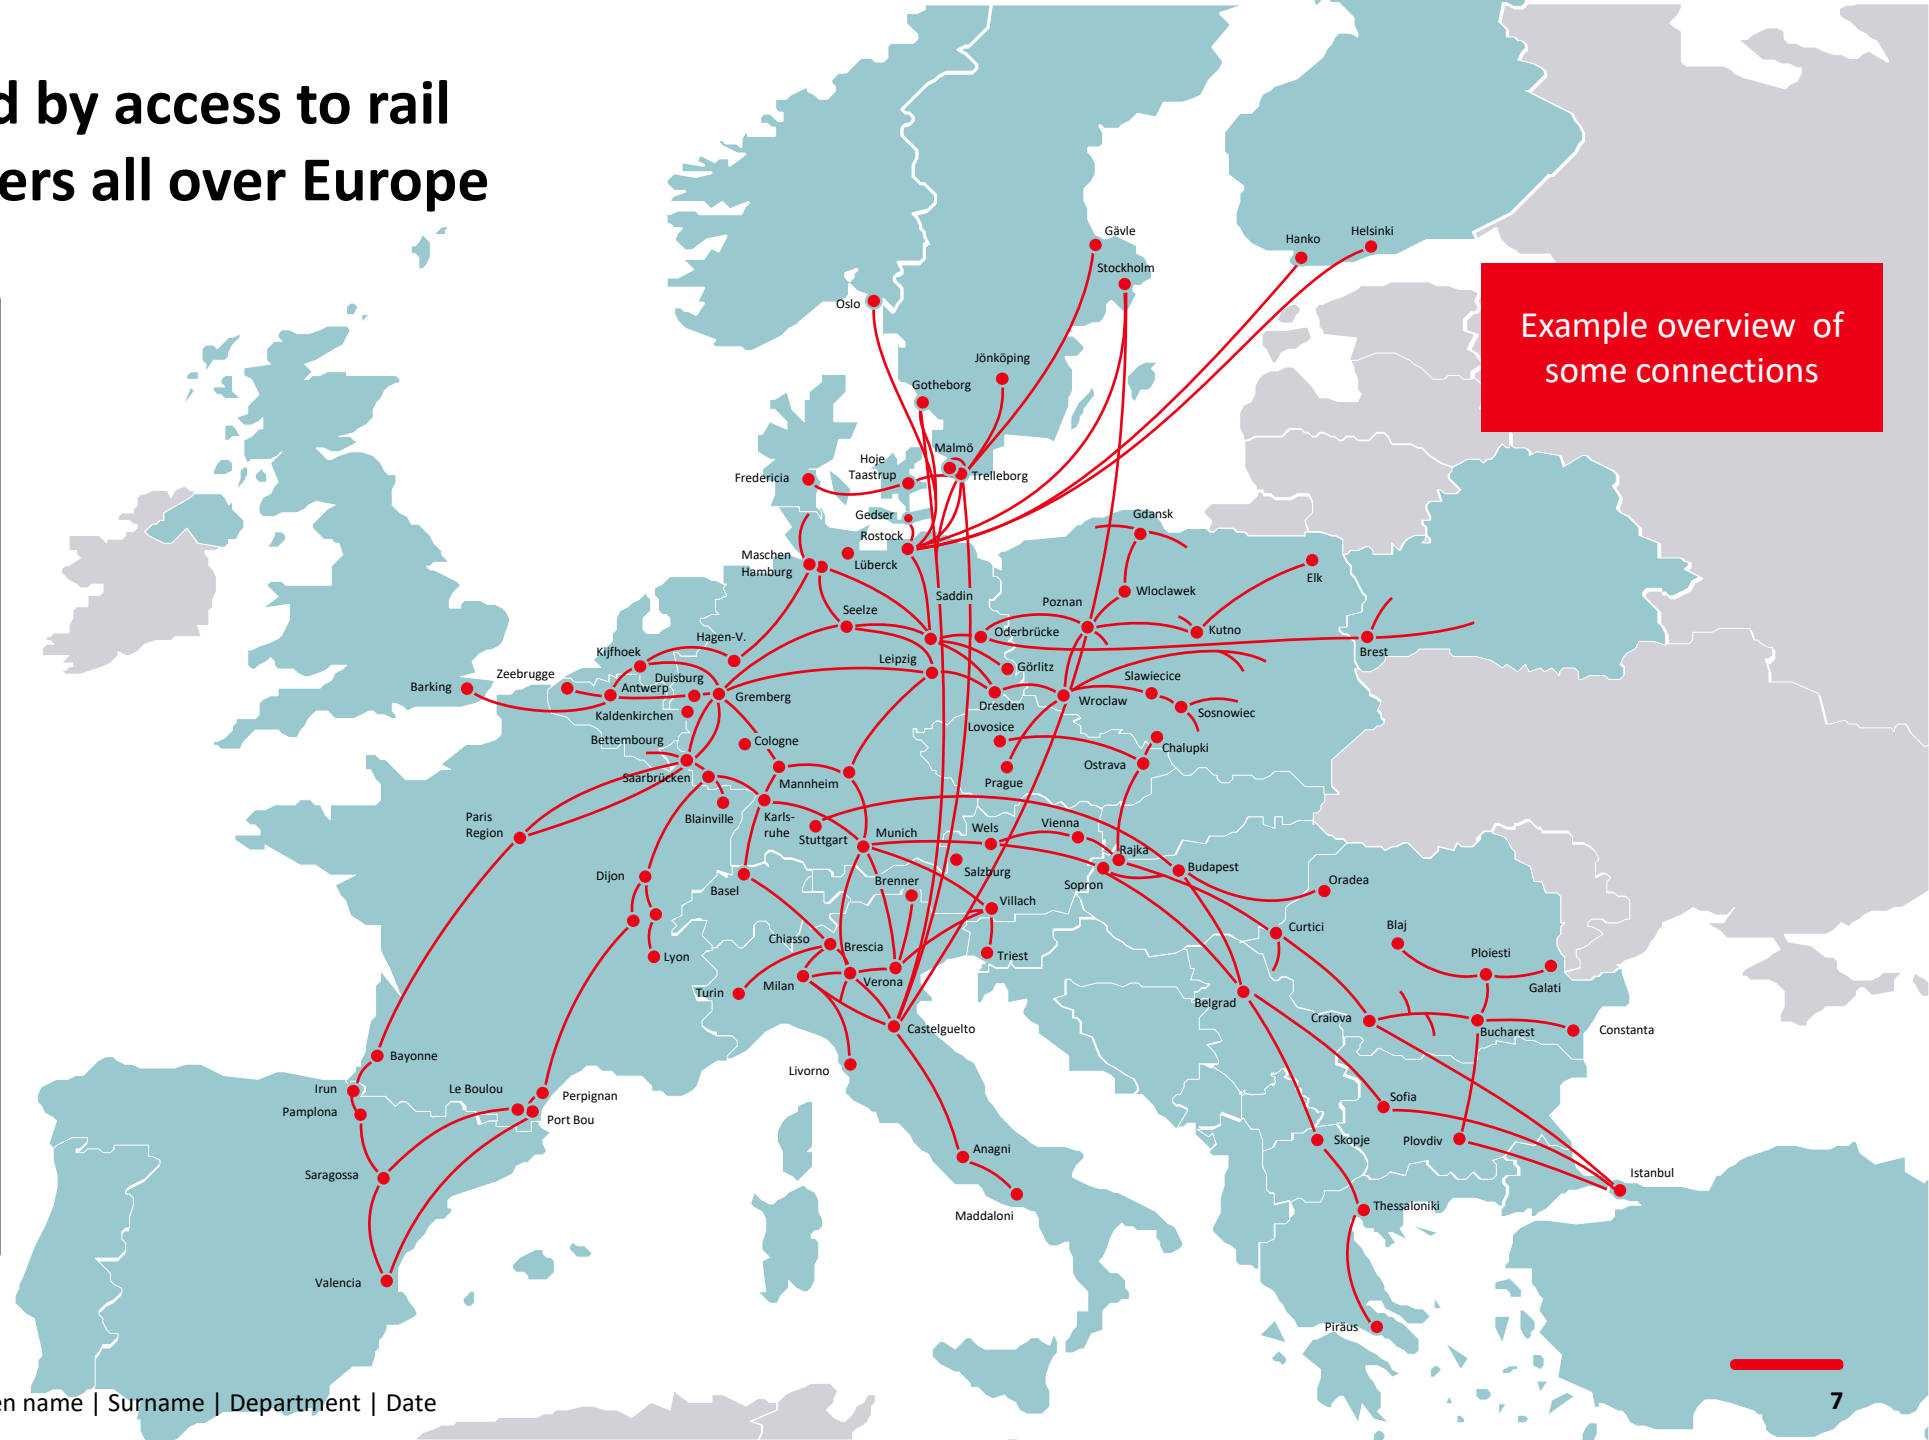 d by access to rail
ers all over Europe
Example overview of
some connections
Gävle
Stockholm
Hanko
Helsinki
Oslo
Jönköping
Gotheborg
Malmö
Hoje
Taastrup
Fredericia
Trelleborg
Gedser
Rostock
Gdansk
Maschen
Hamburg
Lüberck
Elk
Saddin
Wloclawek
Seelze
Poznan
Oderbrücke
Kutno
Hagen-V.
Kijfhoek
Leipzig
Görlitz
Brest
Zeebrugge
Barking
Duisburg
Antwerp
Gremberg
Slawiecice
Dresden
Wroclaw
Kaldenkirchen
Sosnowiec
Lovosice
Bettembourg
Cologne
Chalupki
Ostrava
Saarbrücken
Mannheim
Prague
Paris
Region
Blainville
Karls-
ruhe
Stuttgart
Munich
Wels
Vienna
Rajka
Salzburg
Budapest
Dijon
Basel
Brenner
Sopron
Oradea
Villach
Chiasso
Brescia
Curtici
Blaj
Lyon
Triest
Ploiesti
Turin
Milan
Verona
Galati
Belgrad
Craiova
Castelguelto
Bucharest
Constanta
Bayonne
Livorno
Irun
Le Boulou
Perpignan
Sofia
Pamplona
Port Bou
Skopje
Plovdiv
Anagni
Saragossa
Istanbul
Maddaloni
Thessaloniki
Valencia
Piräus
en name | Surname | Department | Date
7